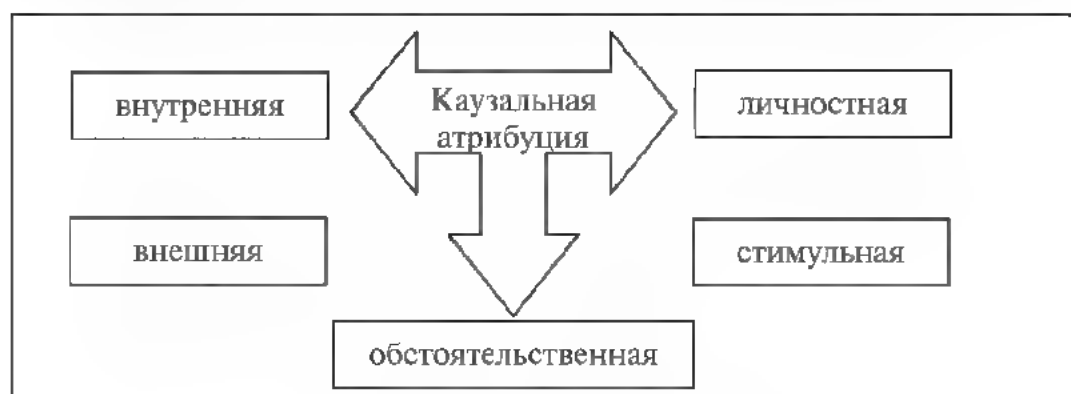 внутренняя
Каузальная
атрибуция
личностная
внешняя
стимульная
обстоятельственная